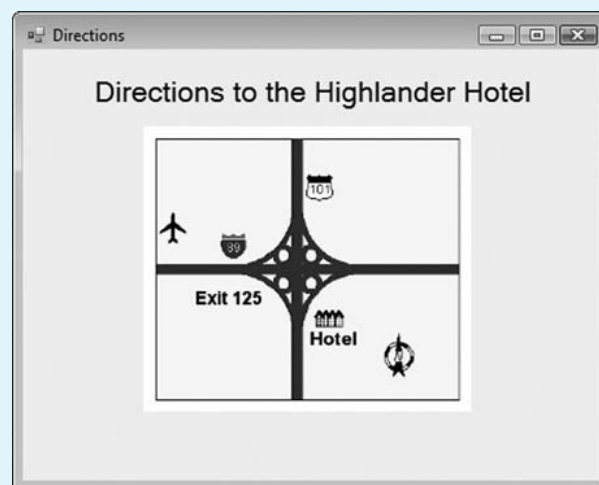 Directions
Directions to the Highlander Hotel
101
89
Exit 125
Hotel